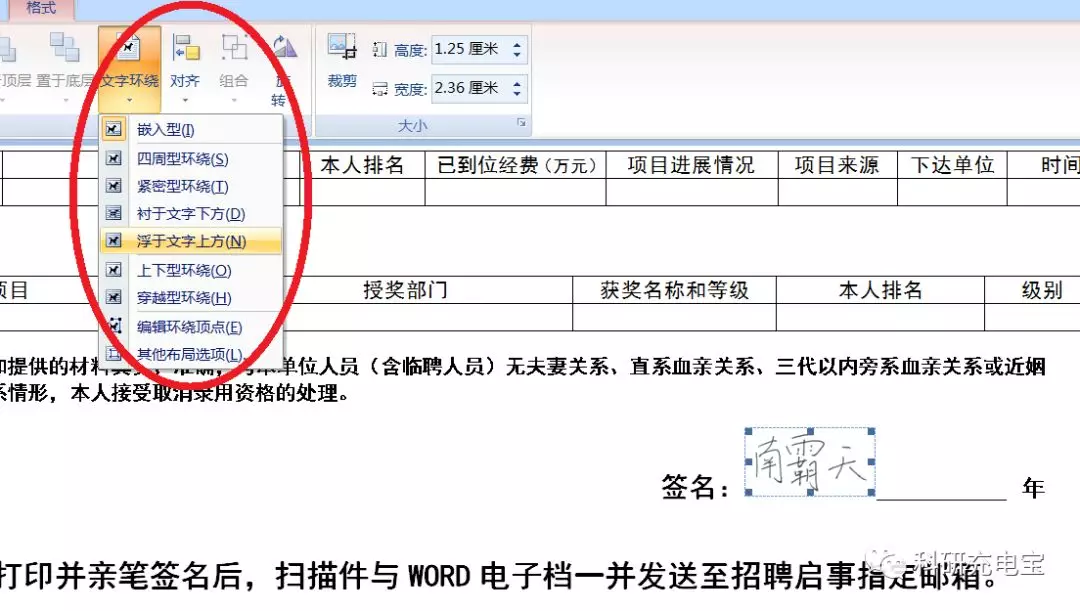 格式
顶层 置于底层 文字环绕 对齐 组合 旋转
裁剪
高度: 1.25 厘米
宽度: 2.36 厘米
大小
嵌入型(I)
四周型环绕(S)
紧密型环绕(T)
衬于文字下方(D)
浮于文字上方(N)
上下型环绕(O)
穿越型环绕(H)
编辑环绕顶点(E)
其他布局选项(L)...
本人排名 已到位经费(万元) 项目进展情况 项目来源 下达单位 时间
项目 授奖部门 获奖名称和等级 本人排名 级别
提供的材料 单位人员（含临聘人员）无夫妻关系、直系血亲关系、三代以内旁系血亲关系或近姻
系情形，本人接受取消录用资格的处理。
签名： 南霸天 年
打印并亲笔签名后，扫描件与 WORD 电子档一并发送至招聘启事指定邮箱。
科研充电宝